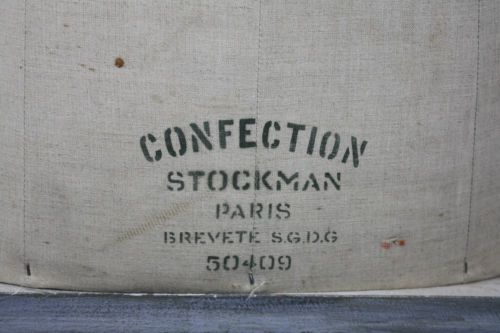 CONFECTION
STOCKMAN
PARIS
BREVETE S.G.D.G
50409